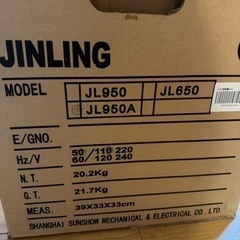 JINLING
MODEL JL950 JL650
JL950A
E/GNO. 50/110 220
Hz/V 60/120 240
N.T. 20.2Kg
G.T. 21.7Kg
MEAS. 39X33X33cm
SHANGHAI SUNSHOW MECHANICAL & ELECTRICAL CO.,LTD.